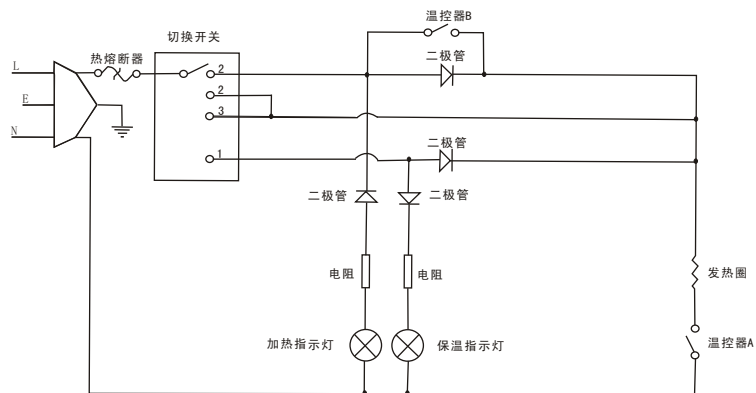 温控器B
切换开关
热熔断器
二极管
L
2
E
2
3
N
二极管
1
二极管
二极管
电阻
电阻
发热圈
加热指示灯
保温指示灯
温控器A